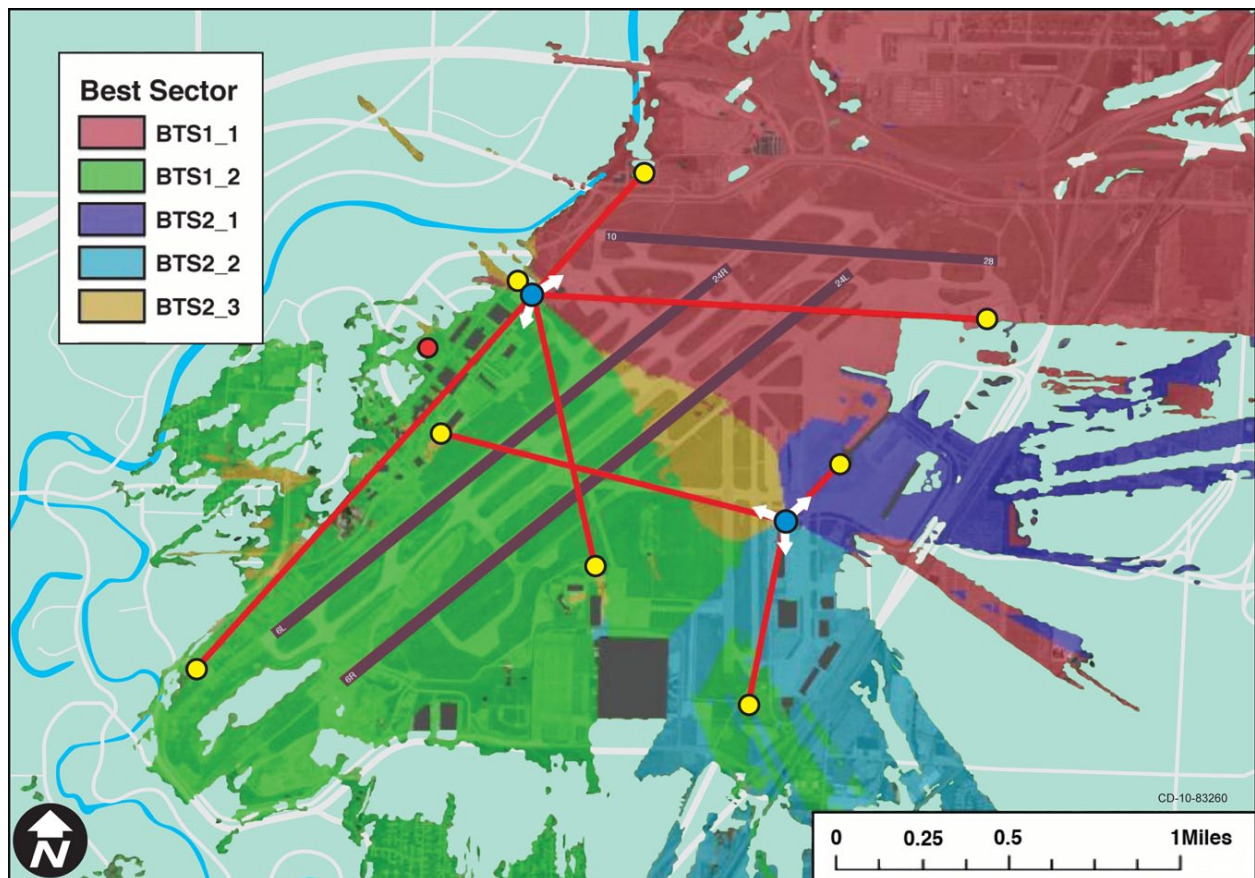 Best Sector
BTS1_1
BTS1_2
BTS2_1
BTS2_2
BTS2_3
10
28
24R
24L
6L
6R
N
CD-10-83260
0 0.25 0.5 1Miles